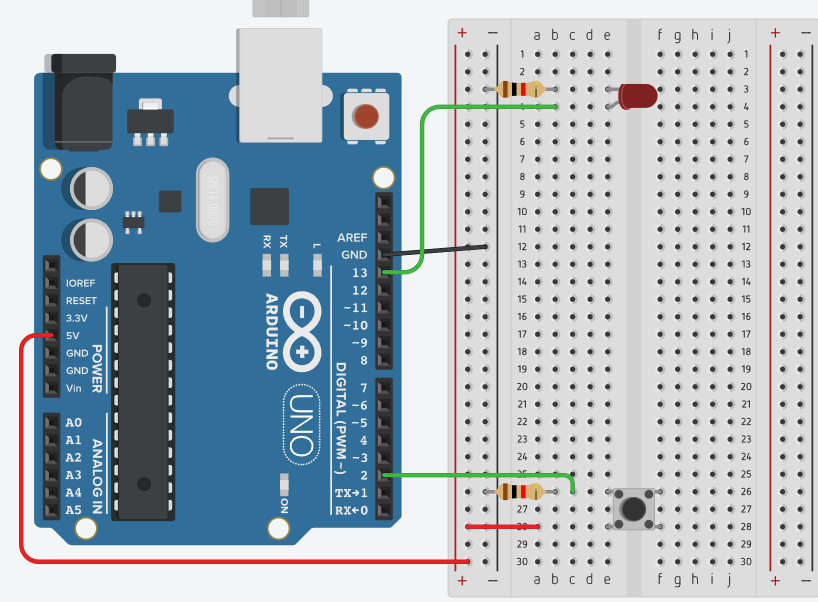 + − a b c d e f g h i j + −
1 1
2 2
3 3
4
5 5
6 6
7 7
8 8
9 9
10 10
11 11
12 12
13 13
14 14
15 15
16 16
17 17
18 18
19 19
20 20
21 21
22 22
23 23
24 24
25
26 26
27 27
28
29 29
30 30
+ − a b c d e f g h i j + −
AREF
GND
13
12
~11
~10
~9
8
7
~6
~5
4
~3
2
TX→1
RX←0
DIGITAL (PWM~)
RX
TX
L
ARDUINO
UNO
ON
IOREF
RESET
3.3V
5V
GND
GND
Vin
POWER
A0
A1
A2
A3
A4
A5
ANALOG IN